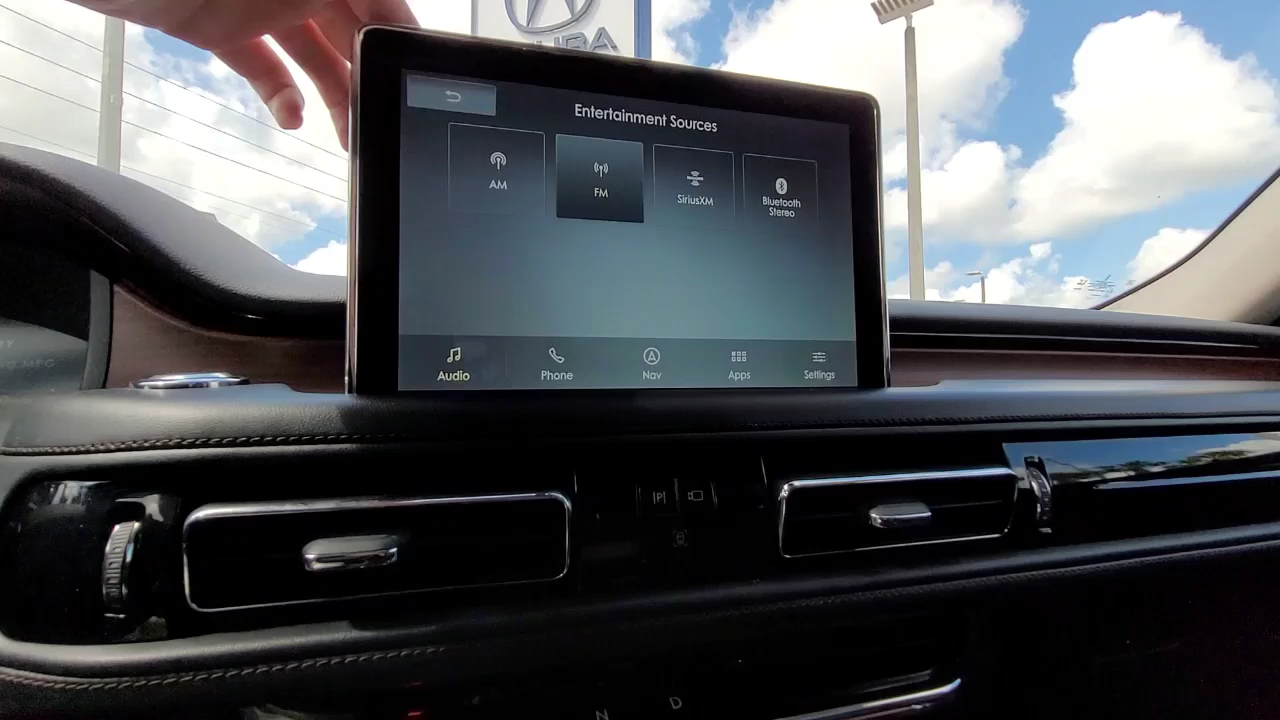 Entertainment Sources
AM
FM
SiriusXM
Bluetooth
Stereo
Audio
Phone
Nav
Apps
Settings
P
N
D